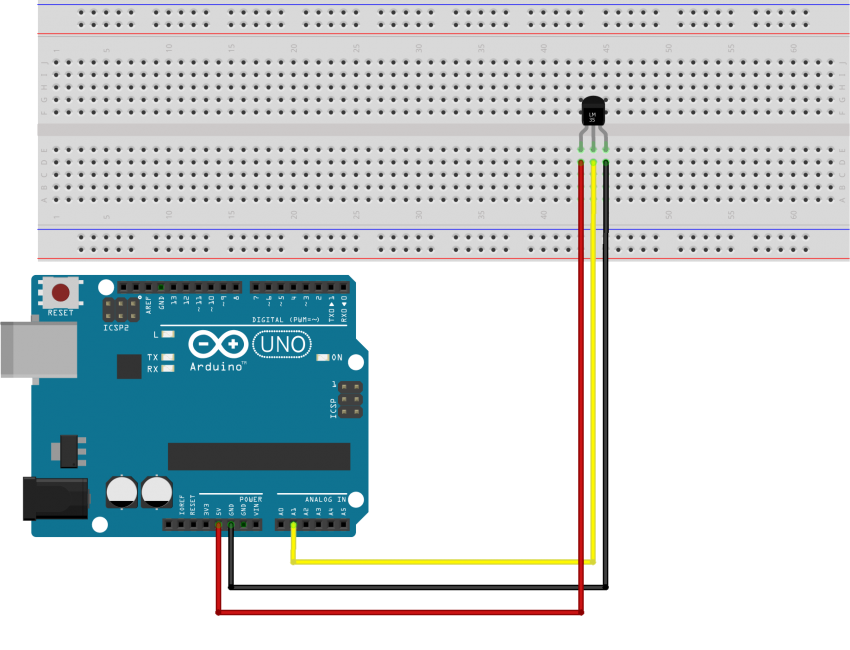 1 5 10 15 20 25 30 35 40 45 50 55 60
J J
I I
H H
G G
F F
LM
35
E E
D D
C C
B B
A A
1 5 10 15 20 25 30 35 40 45 50 55 60
RESET
ICSP2
AREF
GND
13
12
~11
~10
~9
8
7
~6
~5
4
~3
2
TXD▶1
RXD◀0
DIGITAL (PWM=~)
L
TX
RX
UNO
Arduino™
ON
1
ICSP
POWER
ANALOG IN
IOREF
RESET
3V3
5V
GND
GND
VIN
A0
A1
A2
A3
A4
A5